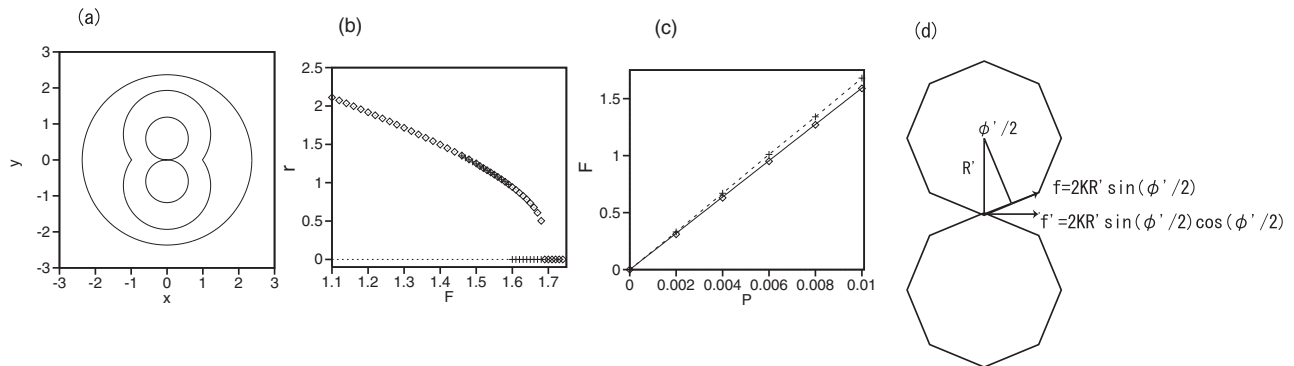 (a)
3
2
1
0
-1
-2
-3
-3 -2 -1 0 1 2 3
x
y
(b)
2.5
2
1.5
1
0.5
0
1.1 1.2 1.3 1.4 1.5 1.6 1.7
F
r
(c)
1.5
1
0.5
0
0 0.002 0.004 0.006 0.008 0.01
P
F
(d)
φ'/2
R'
f=2KR'sin(φ'/2)
f'=2KR'sin(φ'/2)cos(φ'/2)